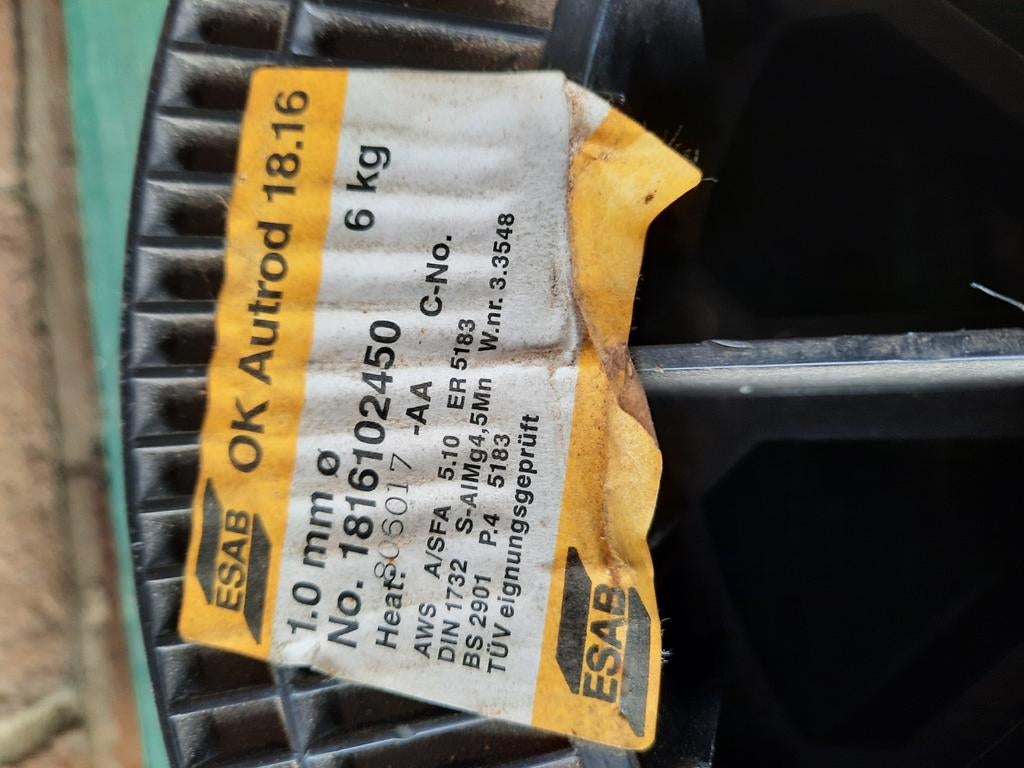 ESAB OK Autrod 18.16
1.0 mm ø 6 kg
No. 1816102450
Heat: 806017 -AA C-No.
AWS A/SFA 5.10 ER 5183
DIN 1732 S-AlMg4,5Mn W.nr. 3.3548
BS 2901 P.4 5183
TÜV eignungsgeprüft
ESAB